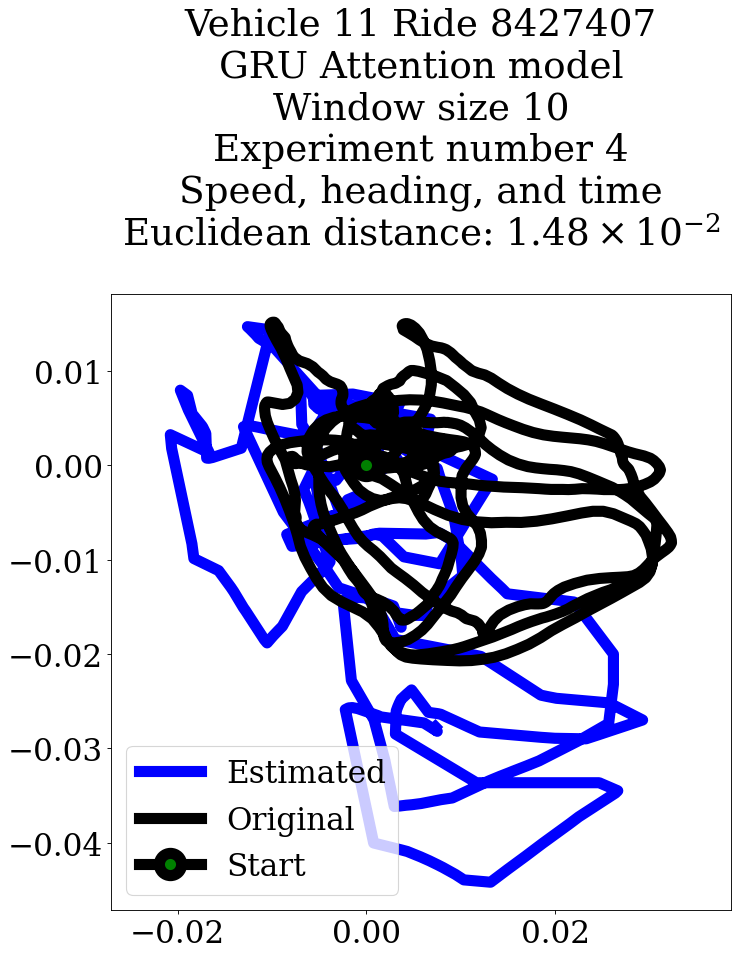 Vehicle 11 Ride 8427407
GRU Attention model
Window size 10
Experiment number 4
Speed, heading, and time
Euclidean distance: 1.48 × 10⁻²
0.01
0.00
−0.01
−0.02
−0.03
−0.04
Estimated
Original
Start
−0.02 0.00 0.02